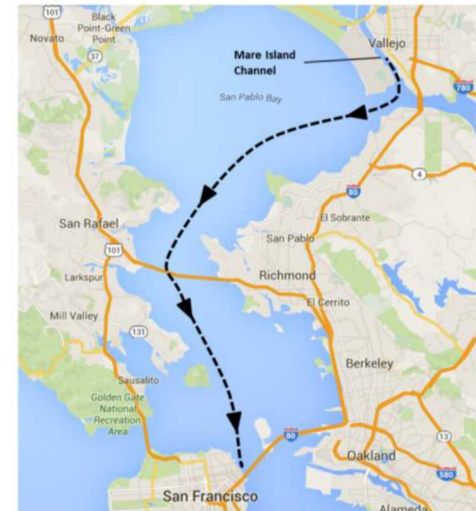 101
Black
Point-Green
Point
Novato
37
Vallejo
Mare Island
Channel
San Pablo Bay
780
80
4
El Sobrante
San Rafael
San Pablo
101
Richmond
Larkspur
El Cerrito
Mill Valley
131
Berkeley
Sausalito
Golden Gate
National
Recreation
Area
80
13
Oakland
580
San Francisco
Alameda